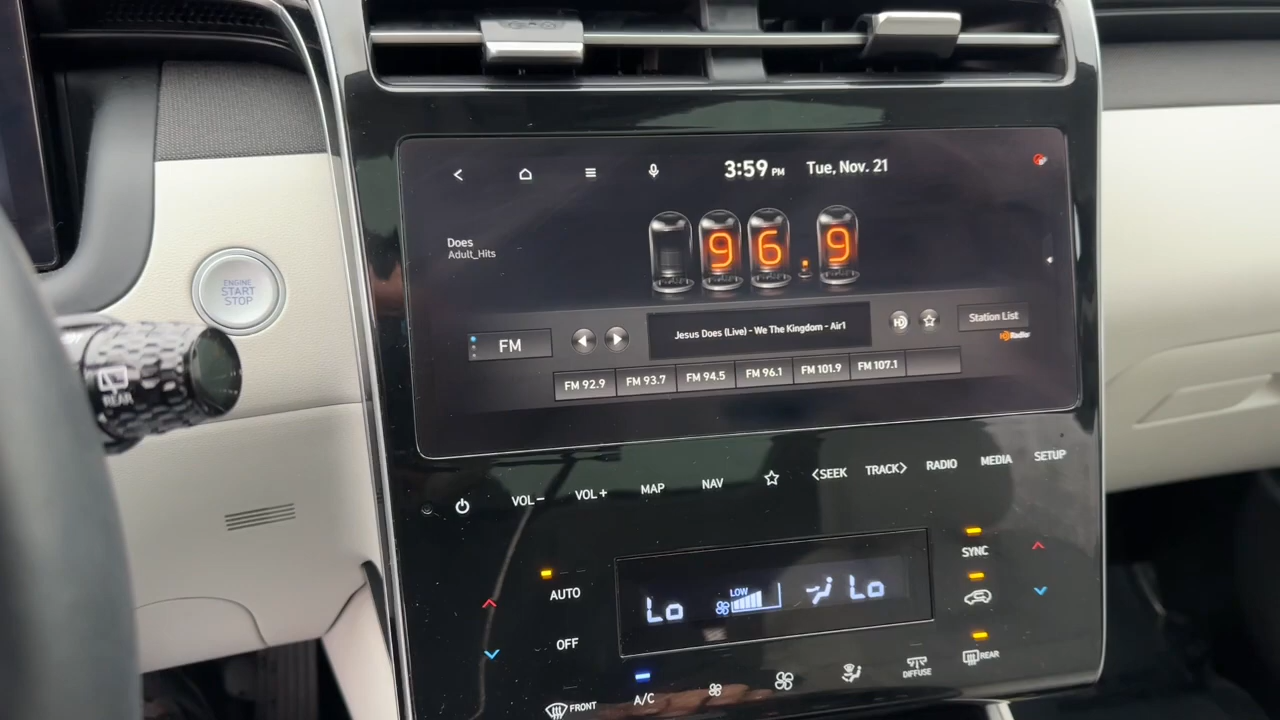 3:59 PM Tue, Nov. 21
Does
Adult_Hits
96.9
ENGINE
START
STOP
FM
Jesus Does (Live) - We The Kingdom - Air1
HD
Station List
HD Radio
FM 92.9 FM 93.7 FM 94.5 FM 96.1 FM 101.9 FM 107.1
REAR
VOL - VOL + MAP NAV <SEEK TRACK> RADIO MEDIA SETUP
AUTO
Lo
LOW
Lo
SYNC
OFF
REAR
FRONT
A/C
DIFFUSE